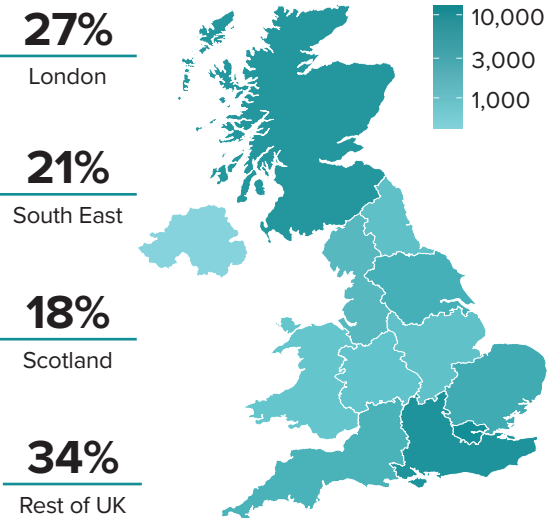 27%
London
21%
South East
18%
Scotland
34%
Rest of UK
10,000
3,000
1,000